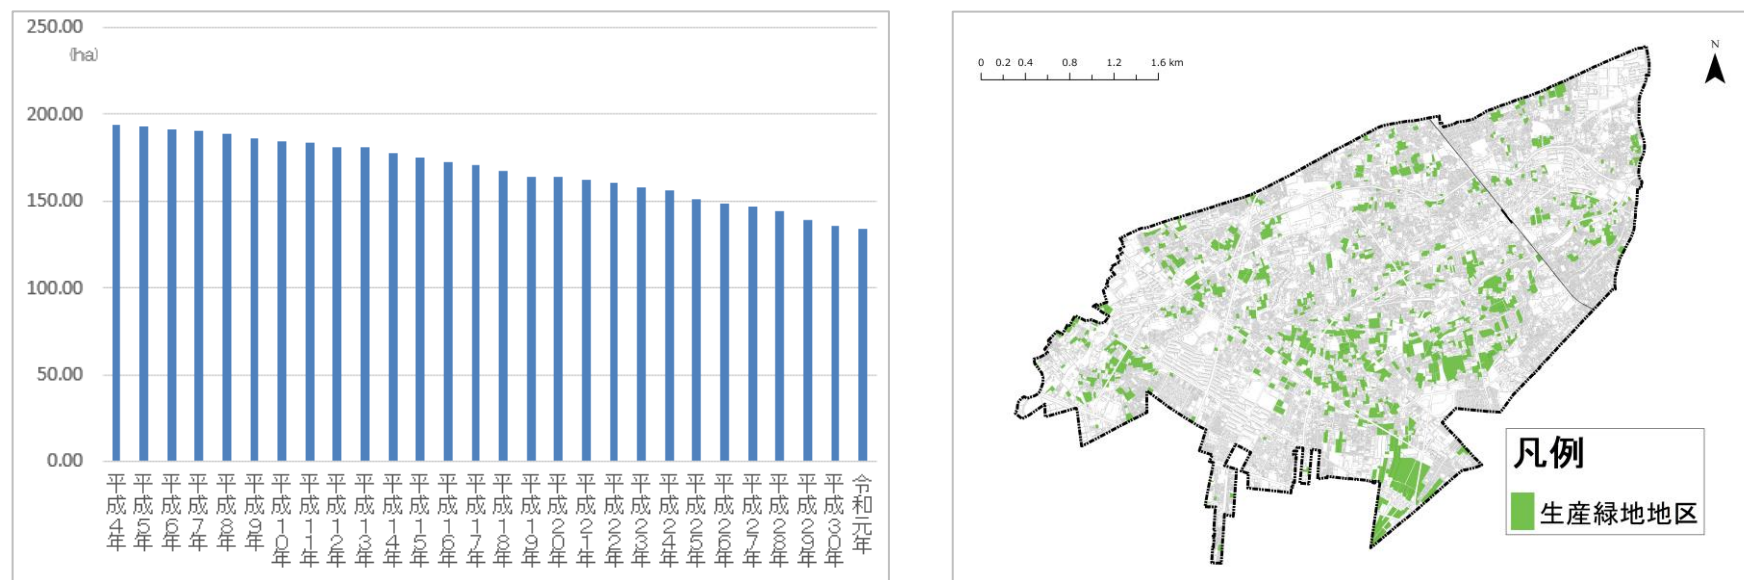 250.00
(ha)
200.00
150.00
100.00
50.00
0.00
平成4年
平成5年
平成6年
平成7年
平成8年
平成9年
平成10年
平成11年
平成12年
平成13年
平成14年
平成15年
平成16年
平成17年
平成18年
平成19年
平成20年
平成21年
平成22年
平成23年
平成24年
平成25年
平成26年
平成27年
平成28年
平成29年
平成30年
令和元年
0 0.2 0.4 0.8 1.2 1.6 km
N
凡例
生産緑地地区